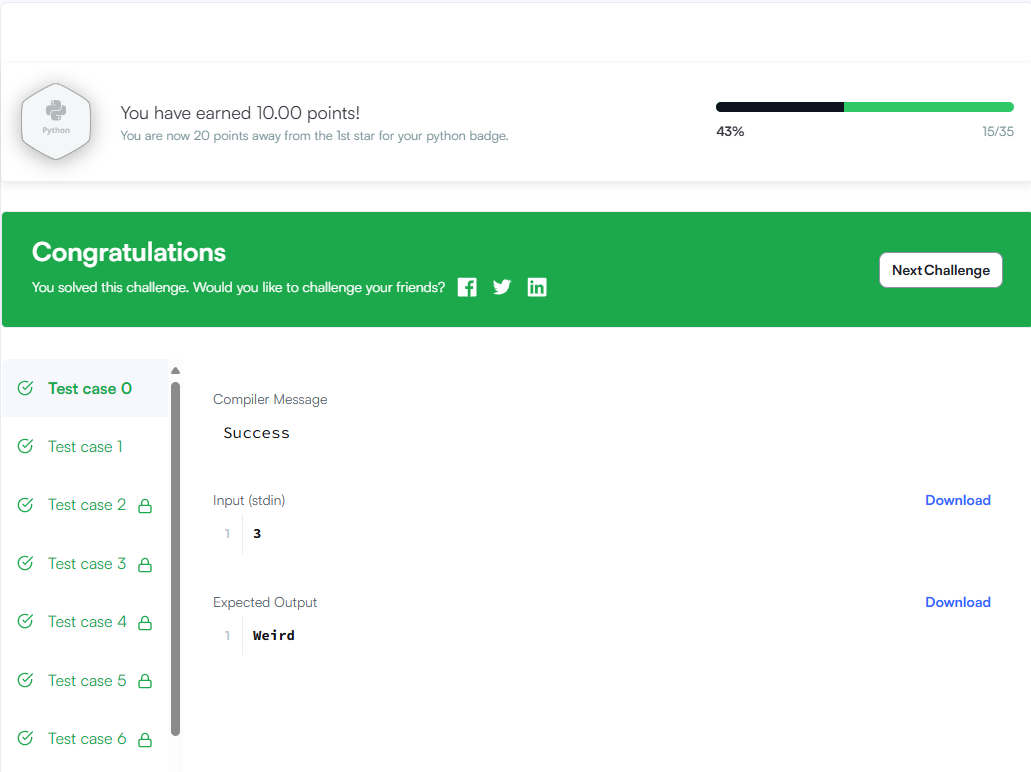 Python
You have earned 10.00 points!
You are now 20 points away from the 1st star for your python badge.
43%
15/35
Congratulations
You solved this challenge. Would you like to challenge your friends?
Next Challenge
Test case 0
Test case 1
Test case 2
Test case 3
Test case 4
Test case 5
Test case 6
Compiler Message
Success
Input (stdin)
Download
1 3
Expected Output
Download
1 Weird